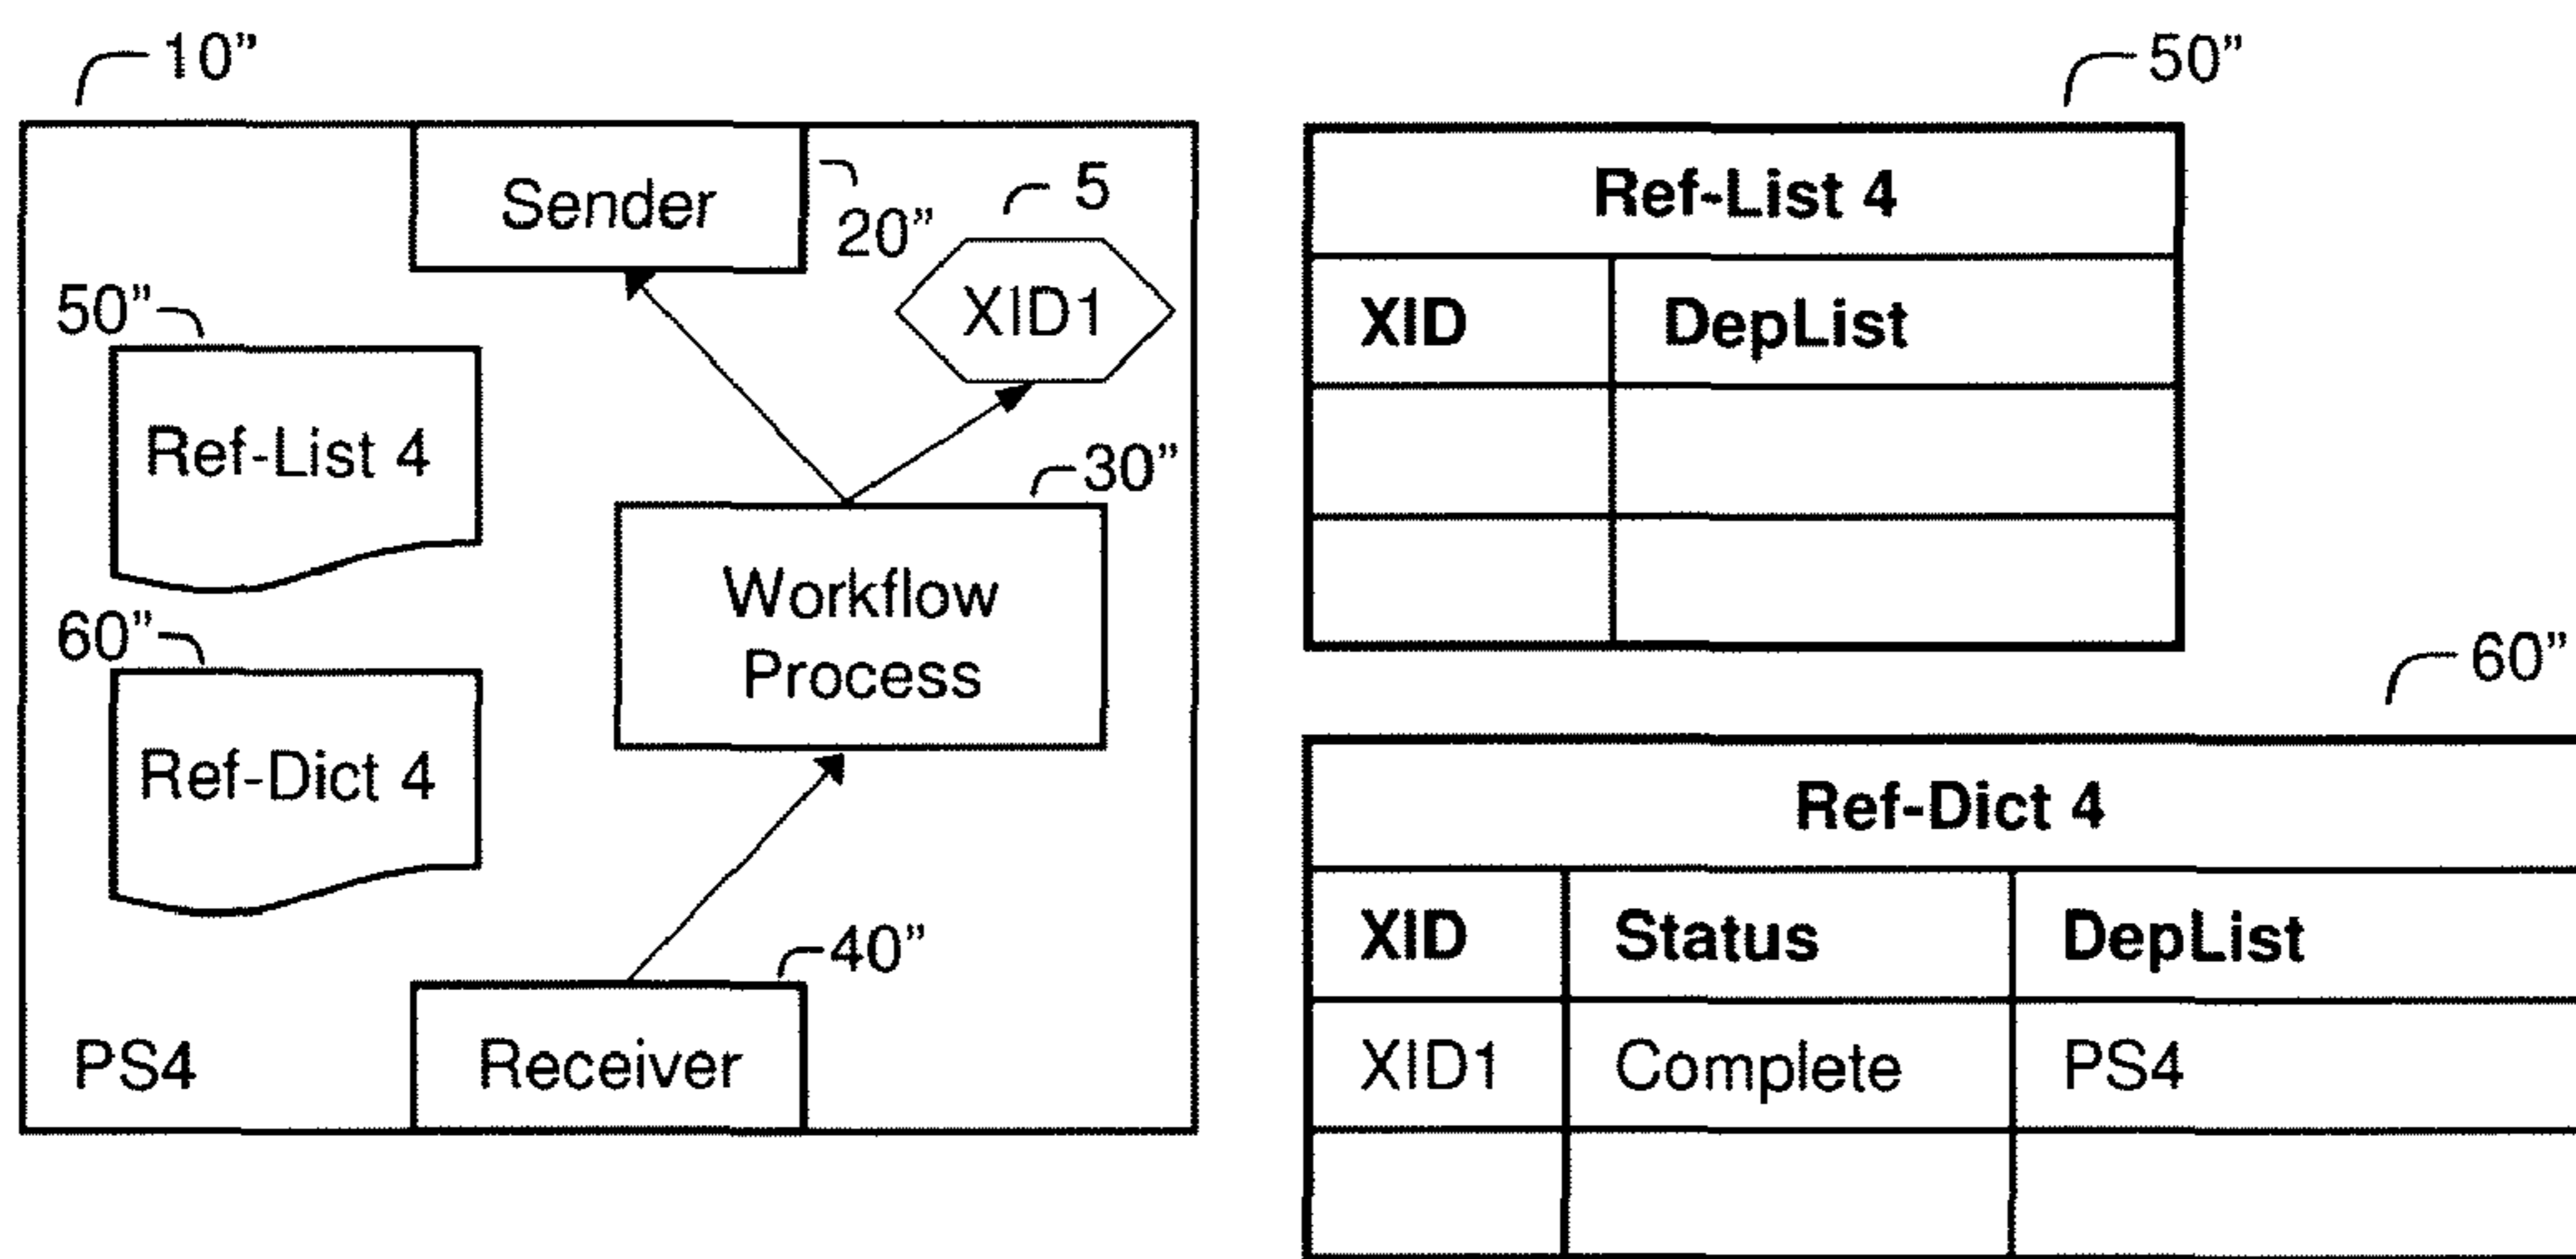 10”
Sender
20”
5
XID1
50”
Ref-List 4
30”
Workflow
Process
60”
Ref-Dict 4
40”
PS4
Receiver
50”
Ref-List 4
XID DepList
60”
Ref-Dict 4
XID Status DepList
XID1 Complete PS4